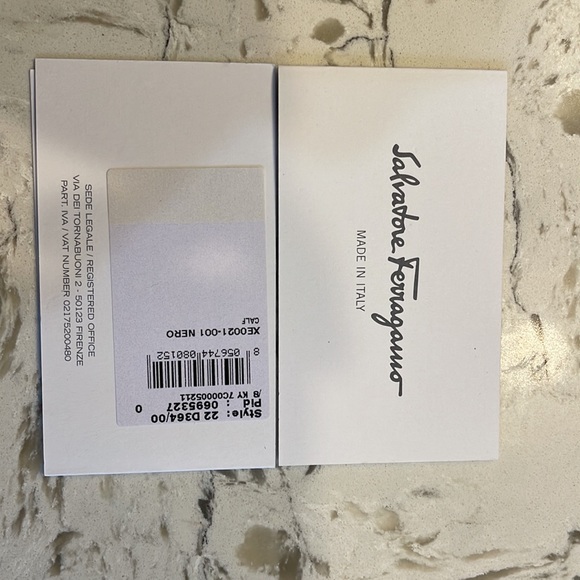 Salvatore Ferragamo
MADE IN ITALY
SEDE LEGALE / REGISTERED OFFICE
VIA DEI TORNABUONI 2 - 50123 FIRENZE
PART. IVA / VAT NUMBER 02175200480
Style: 22 D364/00
Pid : 0695327 0
/B KY 7C00005211
8 056744 080152
XE0021-001 NERO
CALF